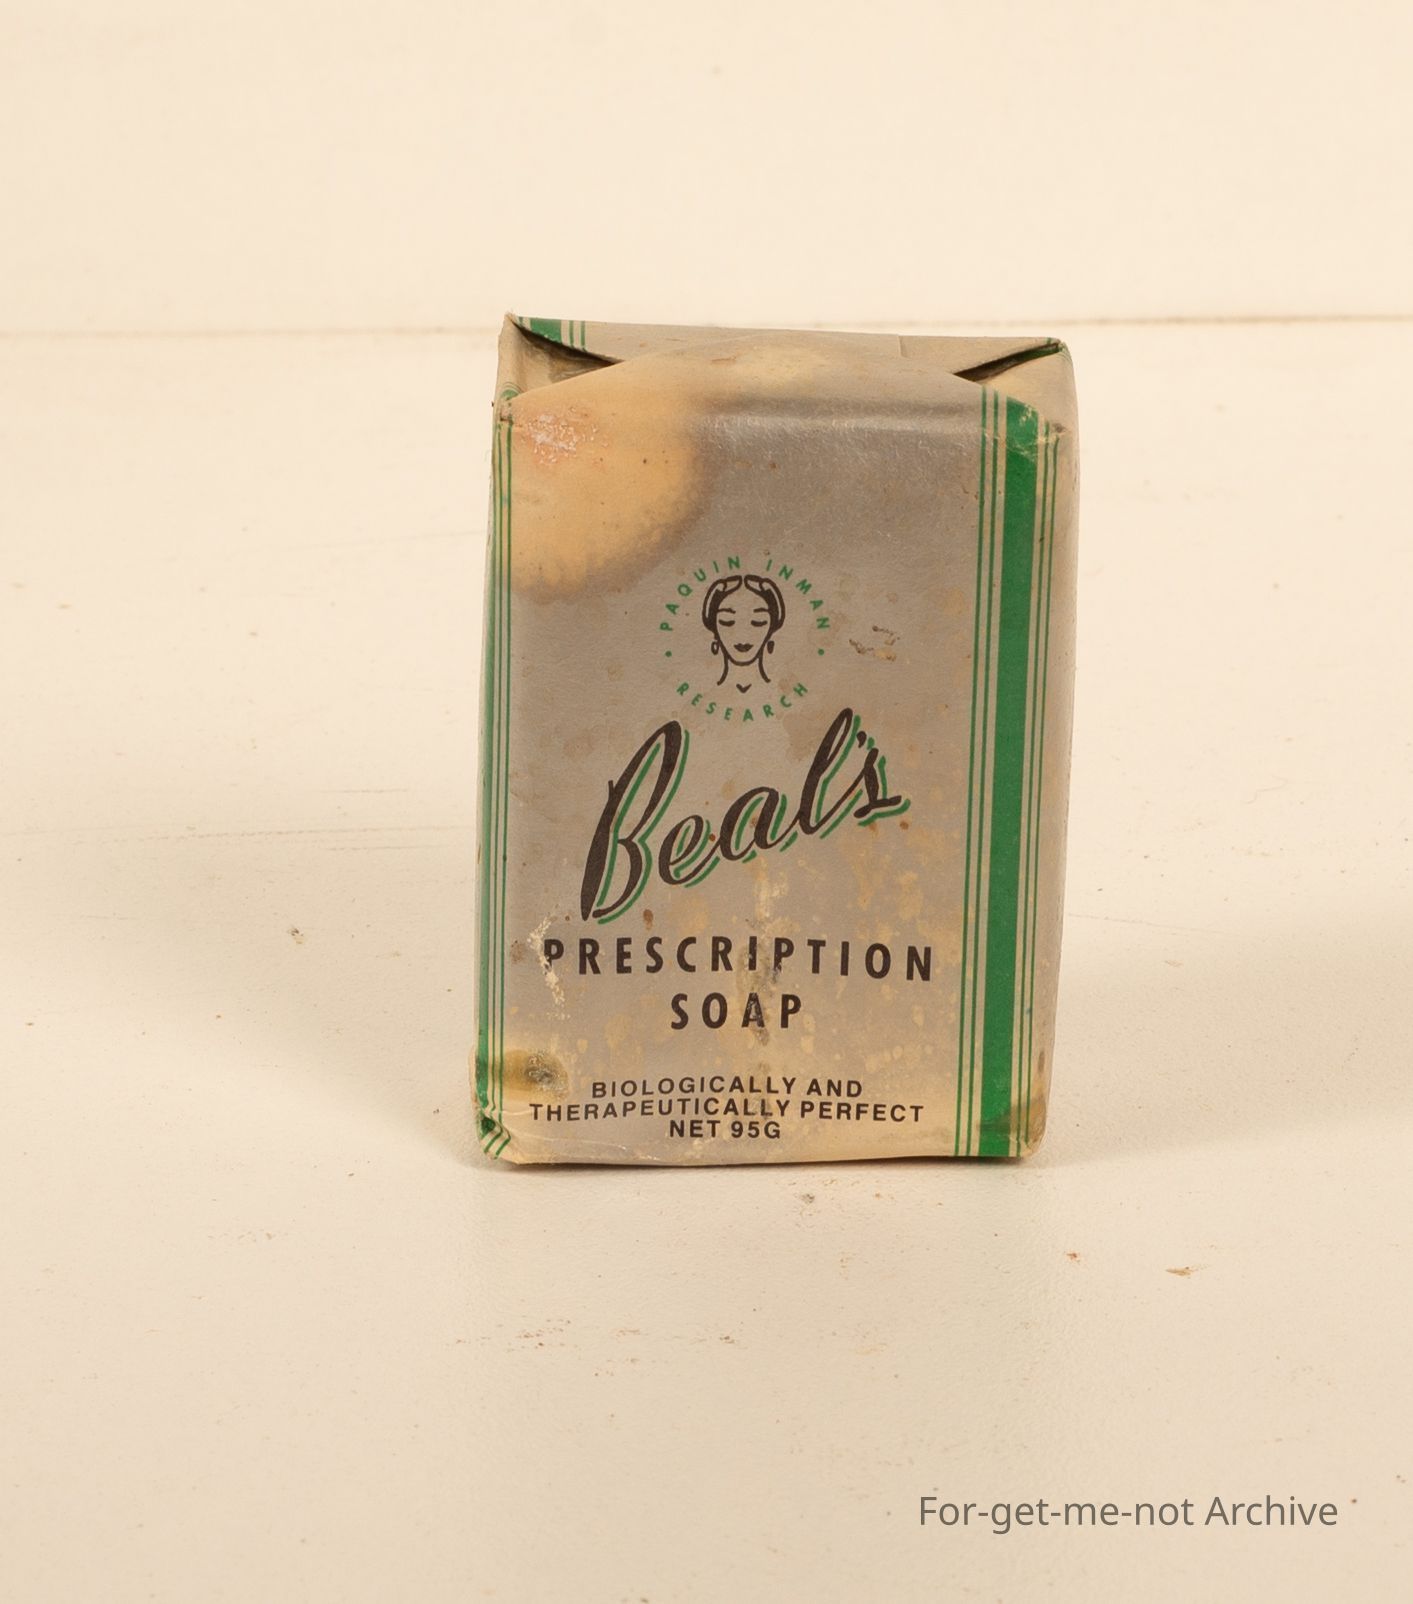 PAQUIN INMAN
RESEARCH
Beal's
PRESCRIPTION
SOAP
BIOLOGICALLY AND
THERAPEUTICALLY PERFECT
NET 95G
For-get-me-not Archive